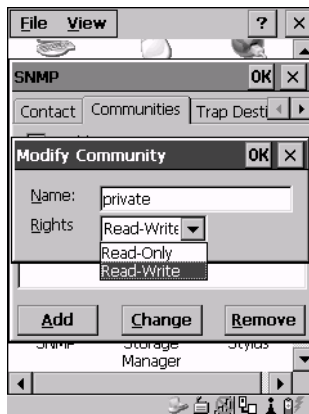 File View ? ×
SNMP OK ×
Contact Communities Trap Desti
Modify Community OK ×
Name: private
Rights Read-Write
Read-Only
Read-Write
Add Change Remove
SNMP Storage Stylus
Manager